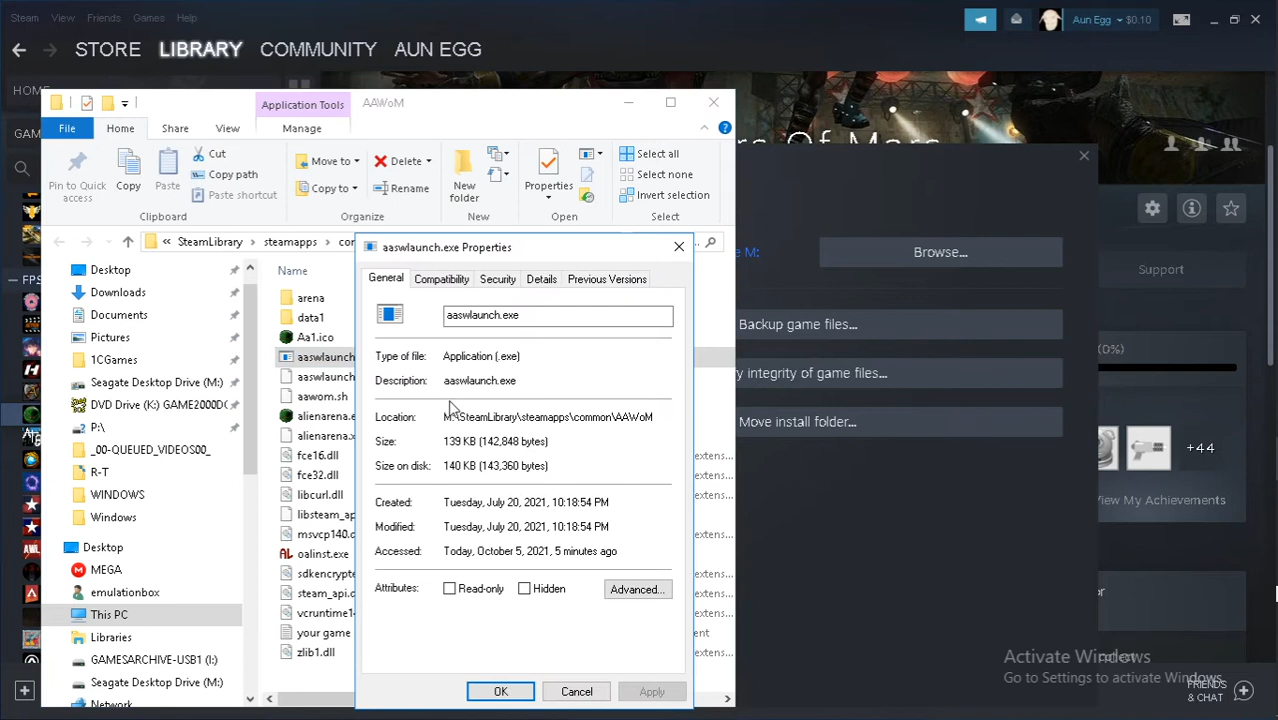 Steam View Friends Games Help
Aun Egg $0.10
STORE LIBRARY COMMUNITY AUN EGG
HOME
Application Tools AAWoM
File Home Share View Manage
Pin to Quick access
Copy
Paste
Cut
Copy path
Paste shortcut
Clipboard
Move to
Copy to
Delete
Rename
Organize
New folder
New
Properties
Open
Select all
Select none
Invert selection
Select
« SteamLibrary steamapps
Desktop
Downloads
Documents
Pictures
1CGames
Seagate Desktop Drive (M:)
DVD Drive (K:) GAME2000D
P:\
_00-QUEUED_VIDEOS00_
R-T
WINDOWS
Windows
Desktop
MEGA
emulationbox
This PC
Libraries
GAMESARCHIVE-USB1 (I:)
Seagate Desktop Drive (M:)
Network
FPS
Name
arena
data1
Aa1.ico
aaswlaunch
aaswlaunch
aawom.sh
alienarena.e
alienarena.x
fce16.dll
fce32.dll
libcurl.dll
libsteam_ap
msvcp140.d
oalinst.exe
sdkencrypte
steam_api.d
vcruntime1
your game
zlib1.dll
aaswlaunch.exe Properties
General Compatibility Security Details Previous Versions
aaswlaunch.exe
Type of file: Application (.exe)
Description: aaswlaunch.exe
Location: M:\SteamLibrary\steamapps\common\AAWoM
Size: 139 KB (142,848 bytes)
Size on disk: 140 KB (143,360 bytes)
Created: Tuesday, July 20, 2021, 10:18:54 PM
Modified: Tuesday, July 20, 2021, 10:18:54 PM
Accessed: Today, October 5, 2021, 5 minutes ago
Attributes: Read-only Hidden Advanced...
OK Cancel Apply
Of Mars
Browse...
Backup game files...
y integrity of game files...
Move install folder...
Support
(0%)
+44
View My Achievements
Activate Windows
Go to Settings to activate Windows.
FRIENDS
& CHAT